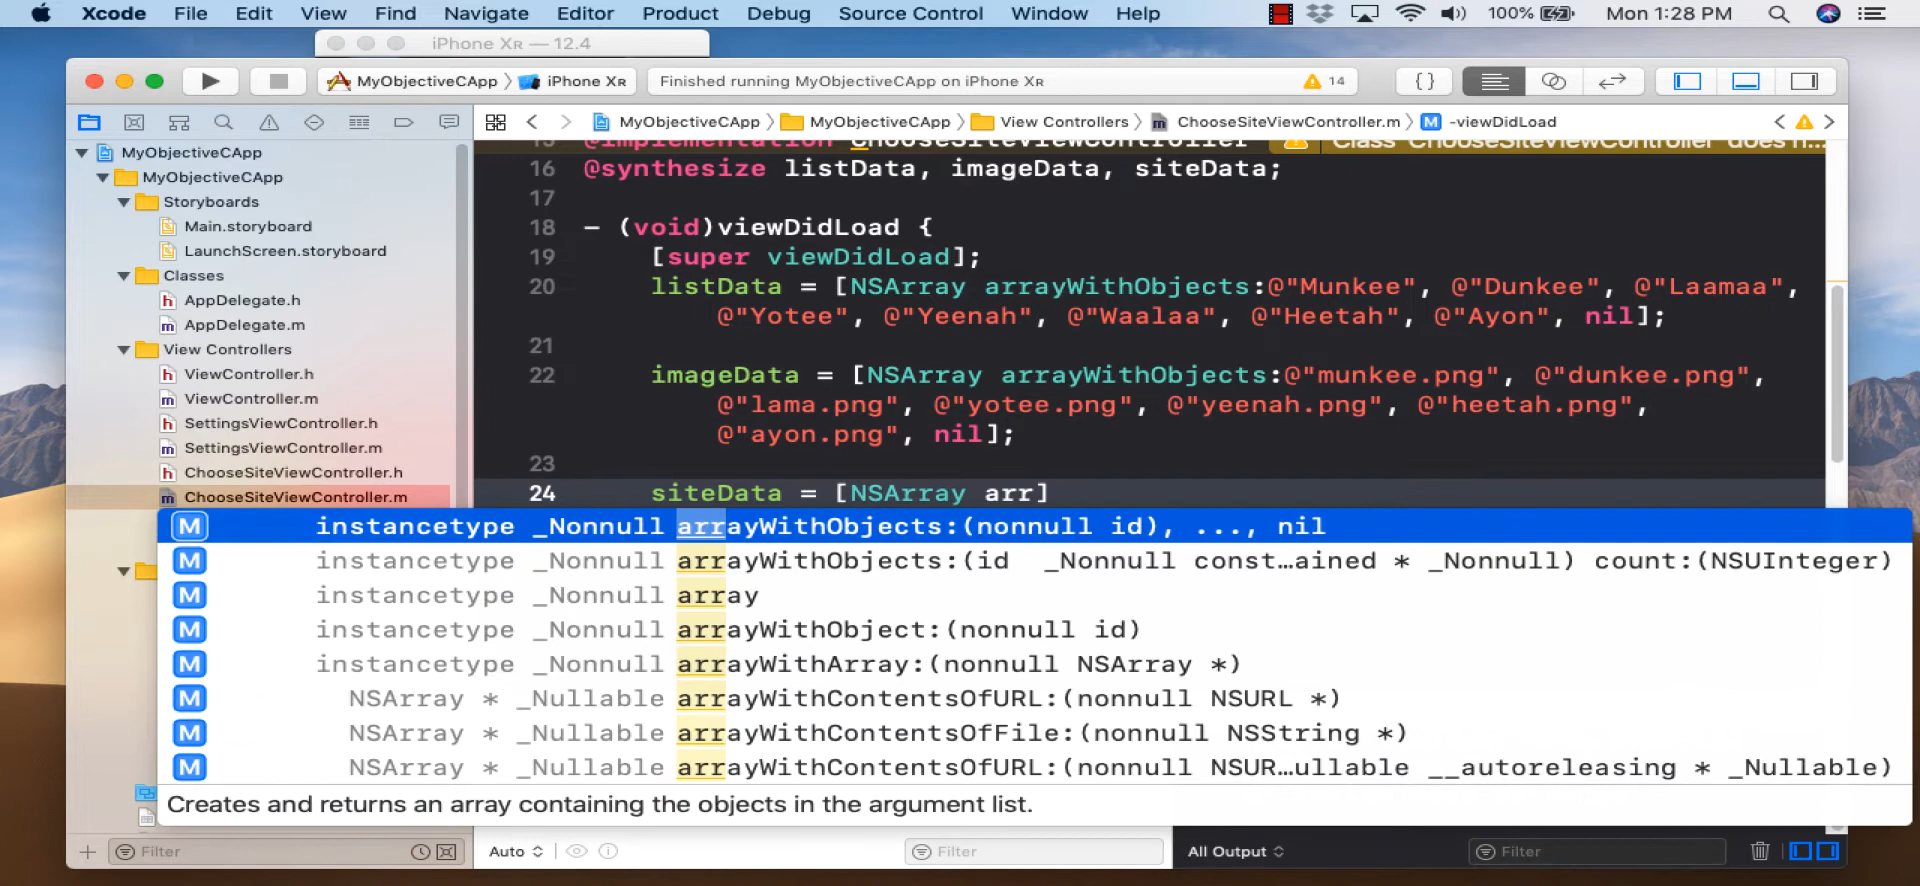 Xcode File Edit View Find Navigate Editor Product Debug Source Control Window Help 100% Mon 1:28 PM
iPhone XR — 12.4
MyObjectiveCApp 〉 iPhone XR Finished running MyObjectiveCApp on iPhone XR 14 { }
MyObjectiveCApp 〉 MyObjectiveCApp 〉 View Controllers 〉 ChooseSiteViewController.m 〉 M -viewDidLoad
MyObjectiveCApp
MyObjectiveCApp
Storyboards
Main.storyboard
LaunchScreen.storyboard
Classes
h AppDelegate.h
m AppDelegate.m
View Controllers
h ViewController.h
m ViewController.m
h SettingsViewController.h
m SettingsViewController.m
h ChooseSiteViewController.h
m ChooseSiteViewController.m
15 @implementation ChooseSiteViewController Class 'ChooseSiteViewController' does n...
16 @synthesize listData, imageData, siteData;
17
18 – (void)viewDidLoad {
19 [super viewDidLoad];
20 listData = [NSArray arrayWithObjects:@"Munkee", @"Dunkee", @"Laamaa",
@"Yotee", @"Yeenah", @"Waalaa", @"Heetah", @"Ayon", nil];
21
22 imageData = [NSArray arrayWithObjects:@"munkee.png", @"dunkee.png",
@"lama.png", @"yotee.png", @"yeenah.png", @"heetah.png",
@"ayon.png", nil];
23
24 siteData = [NSArray arr]
M instancetype _Nonnull arrayWithObjects:(nonnull id), ..., nil
M instancetype _Nonnull arrayWithObjects:(id _Nonnull const…ained * _Nonnull) count:(NSUInteger)
M instancetype _Nonnull array
M instancetype _Nonnull arrayWithObject:(nonnull id)
M instancetype _Nonnull arrayWithArray:(nonnull NSArray *)
M NSArray * _Nullable arrayWithContentsOfURL:(nonnull NSURL *)
M NSArray * _Nullable arrayWithContentsOfFile:(nonnull NSString *)
M NSArray * _Nullable arrayWithContentsOfURL:(nonnull NSUR…ullable __autoreleasing * _Nullable)
Creates and returns an array containing the objects in the argument list.
+ Filter Auto Filter All Output Filter